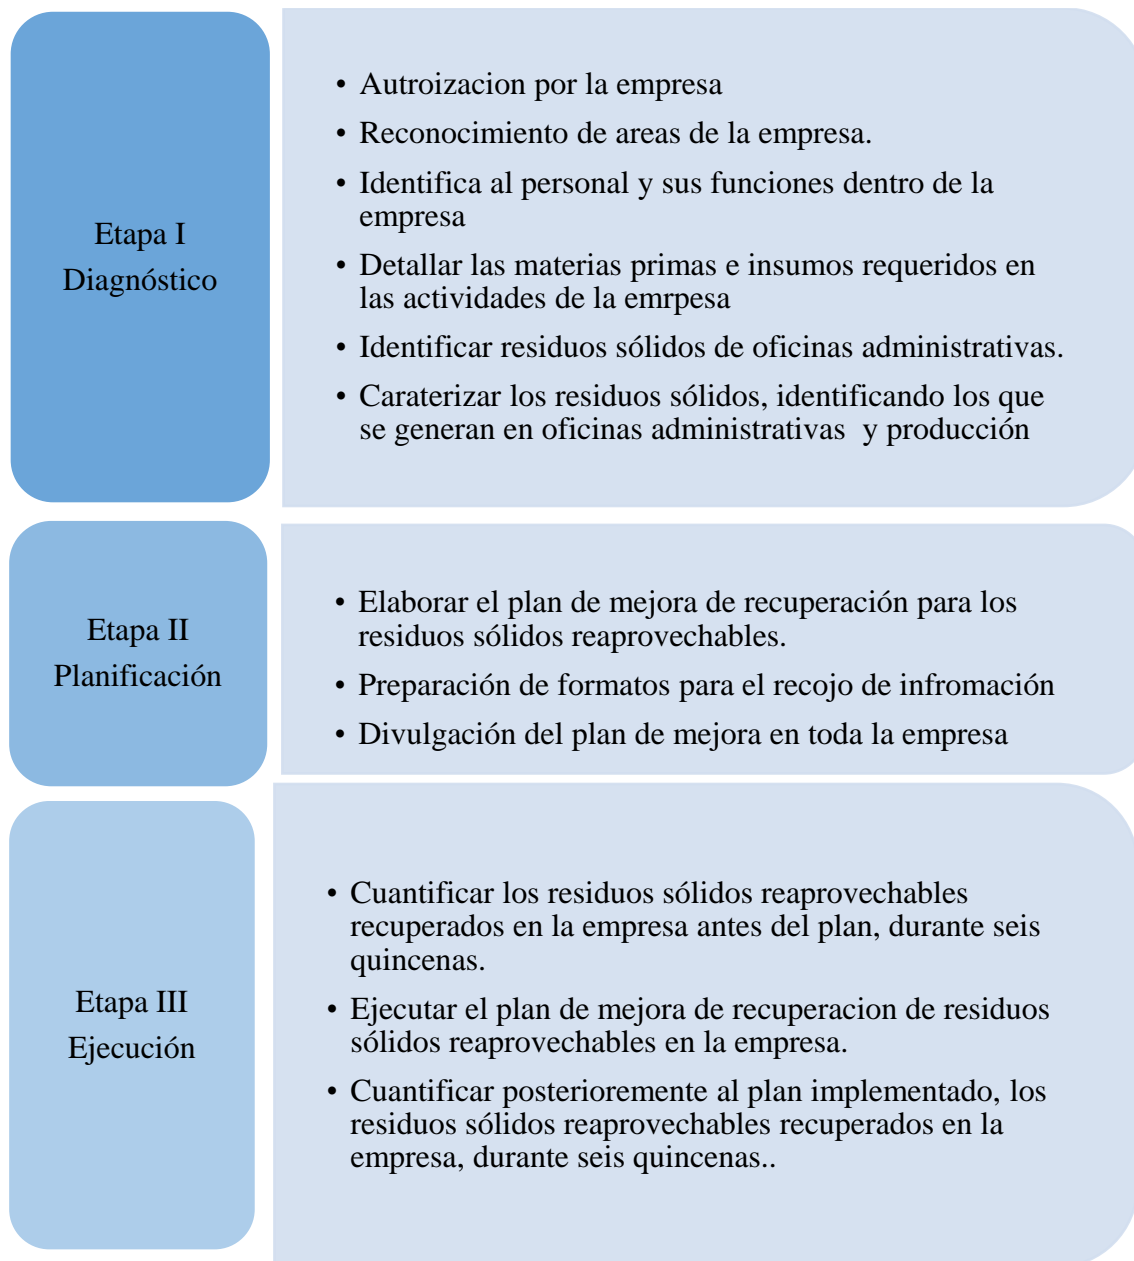 Etapa I
Diagnóstico
• Autroizacion por la empresa
• Reconocimiento de areas de la empresa.
• Identifica al personal y sus funciones dentro de la
empresa
• Detallar las materias primas e insumos requeridos en
las actividades de la emrpesa
• Identificar residuos sólidos de oficinas administrativas.
• Caraterizar los residuos sólidos, identificando los que
se generan en oficinas administrativas  y producción
Etapa II
Planificación
• Elaborar el plan de mejora de recuperación para los
residuos sólidos reaprovechables.
• Preparación de formatos para el recojo de infromación
• Divulgación del plan de mejora en toda la empresa
Etapa III
Ejecución
• Cuantificar los residuos sólidos reaprovechables
recuperados en la empresa antes del plan, durante seis
quincenas.
• Ejecutar el plan de mejora de recuperacion de residuos
sólidos reaprovechables en la empresa.
• Cuantificar posterioremente al plan implementado, los
residuos sólidos reaprovechables recuperados en la
empresa, durante seis quincenas..